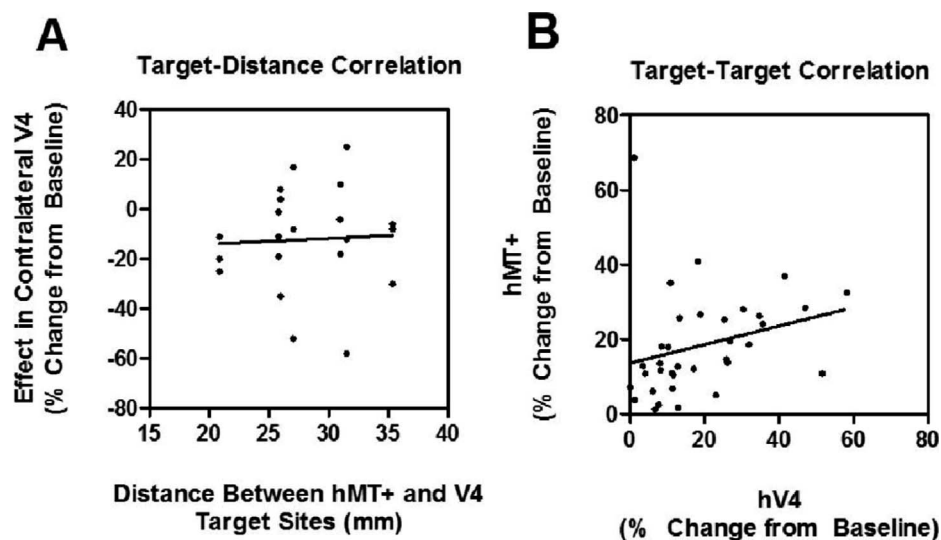 A
Target-Distance Correlation
Effect in Contralateral V4
(% Change from Baseline)
40
20
0
-20
-40
-60
-80
15
20
25
30
35
40
Distance Between hMT+ and V4
Target Sites (mm)
B
Target-Target Correlation
hMT+
(% Change from Baseline)
80
60
40
20
0
0
20
40
60
80
hV4
(% Change from Baseline)